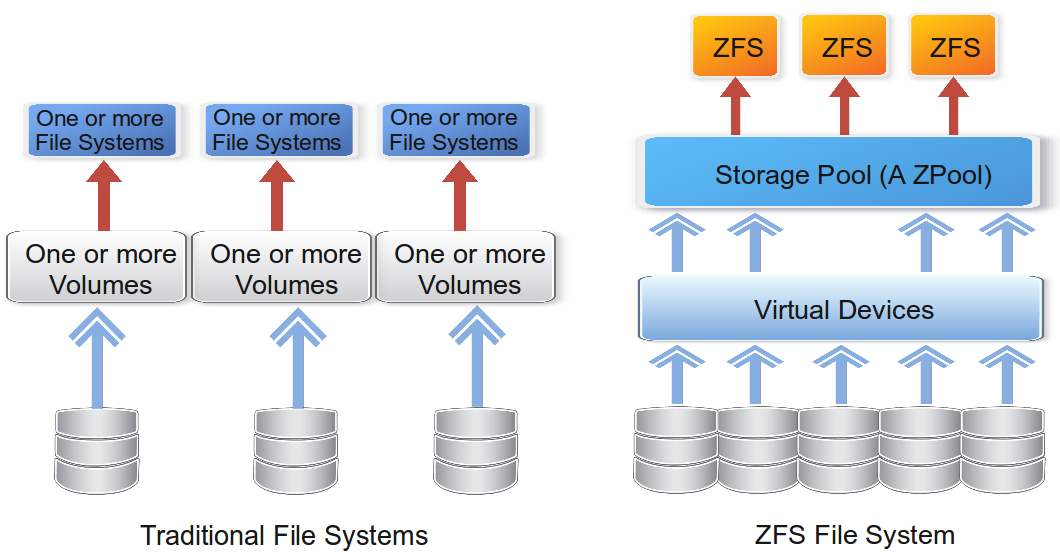 ZFS
ZFS
ZFS
One or more
File Systems
One or more
File Systems
One or more
File Systems
Storage Pool (A ZPool)
One or more
Volumes
One or more
Volumes
One or more
Volumes
Virtual Devices
Traditional File Systems
ZFS File System